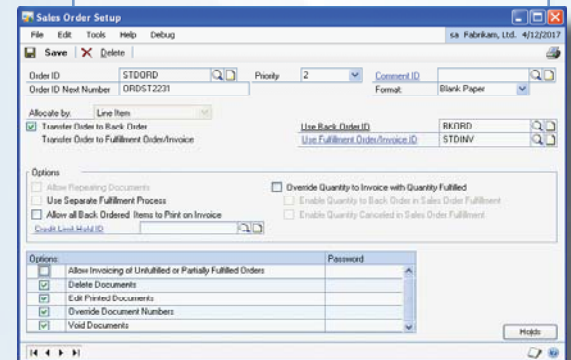 Sales Order Setup
File Edit Tools Help Debug sa Fabrikam, Ltd. 4/12/2017
Save Delete
Order ID STDORD Priority 2 Comment ID
Order ID Next Number ORDST2231 Format: Blank Paper
Allocate by: Line Item
Transfer Order to Back Order Use Back Order ID BKORD
Transfer Order to Fulfillment Order/Invoice Use Fulfillment Order/Invoice ID STDINV
Options
Allow Repeating Documents Override Quantity to Invoice with Quantity Fulfilled
Use Separate Fulfillment Process Enable Quantity to Back Order in Sales Order Fulfillment
Allow all Back Ordered Items to Print on Invoice Enable Quantity Canceled in Sales Order Fulfillment
Credit Limit Hold ID
Options: Password
Allow Invoicing of Unfulfilled or Partially Fulfilled Orders
Delete Documents
Edit Printed Documents
Override Document Numbers
Void Documents
Holds